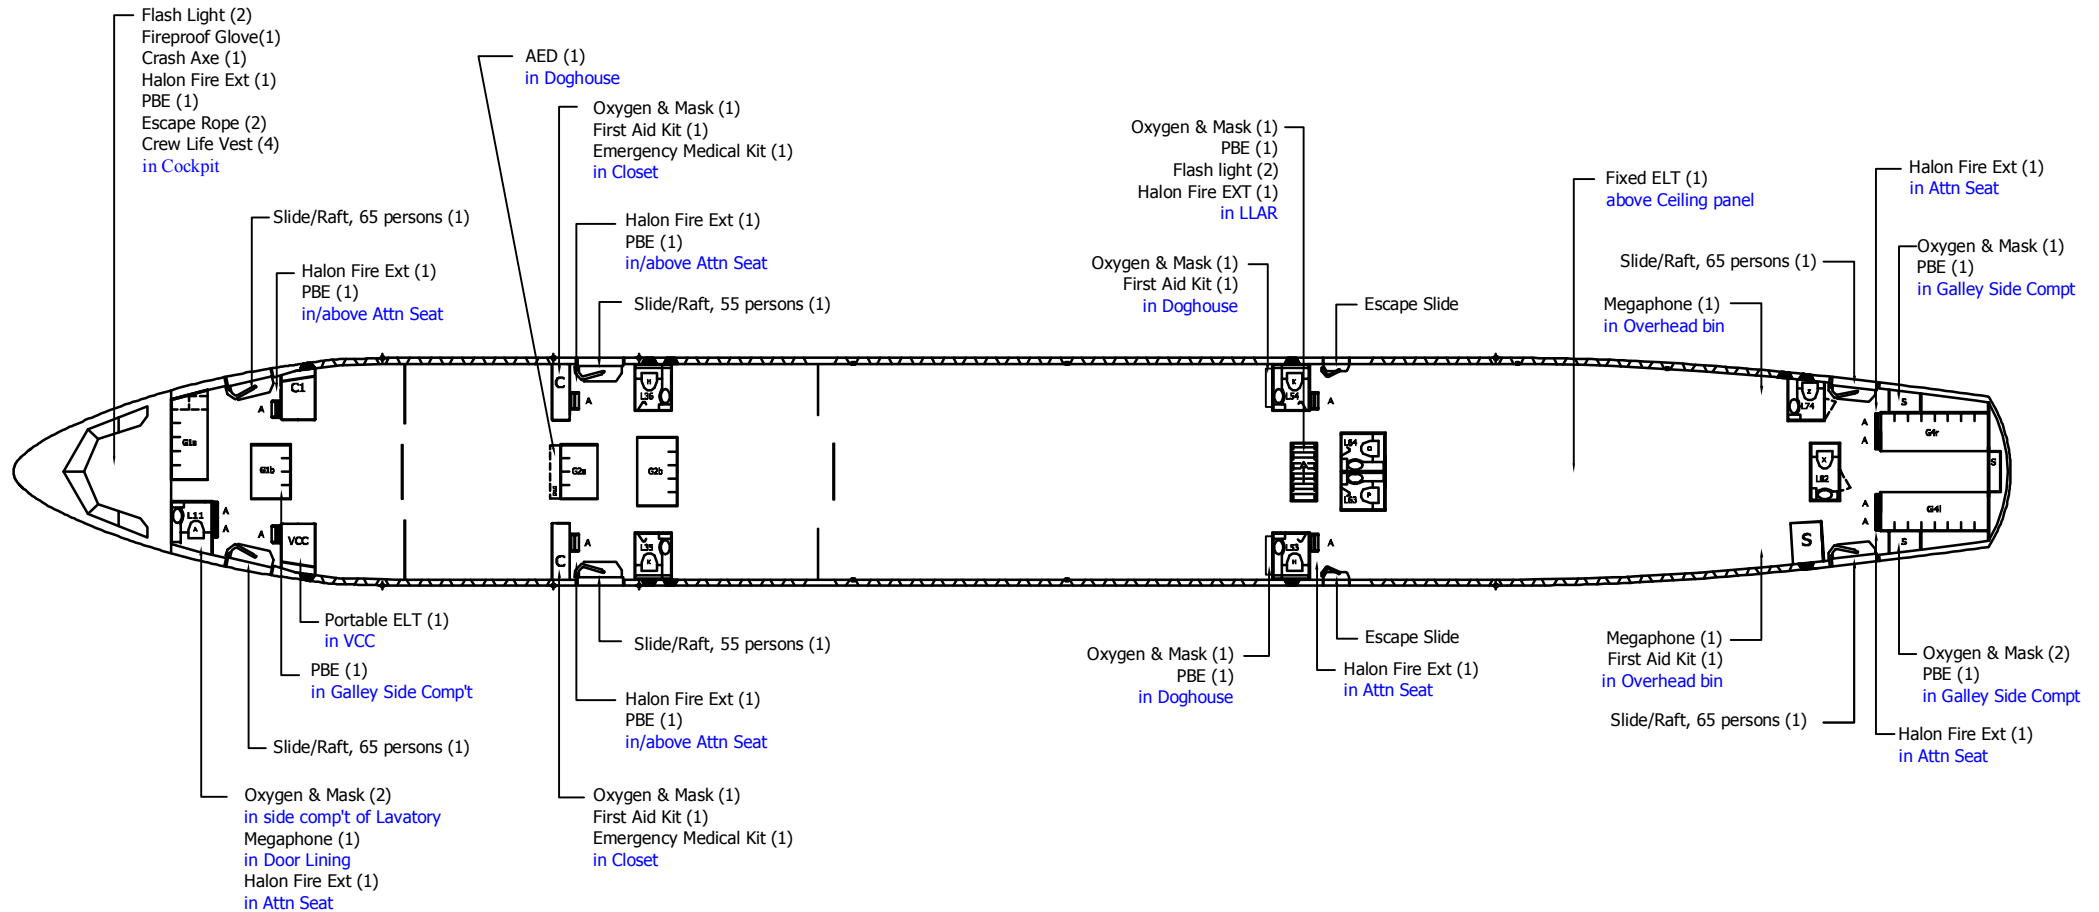 Flash Light (2)
Fireproof Glove(1)
Crash Axe (1)
Halon Fire Ext (1)
PBE (1)
Escape Rope (2)
Crew Life Vest (4)
in Cockpit
AED (1)
in Doghouse
Oxygen & Mask (1)
First Aid Kit (1)
Emergency Medical Kit (1)
in Closet
Oxygen & Mask (1)
PBE (1)
Flash light (2)
Halon Fire EXT (1)
in LLAR
Fixed ELT (1)
above Ceiling panel
Halon Fire Ext (1)
in Attn Seat
Slide/Raft, 65 persons (1)
Halon Fire Ext (1)
PBE (1)
in/above Attn Seat
Halon Fire Ext (1)
PBE (1)
in/above Attn Seat
Slide/Raft, 55 persons (1)
Oxygen & Mask (1)
First Aid Kit (1)
in Doghouse
Escape Slide
Slide/Raft, 65 persons (1)
Megaphone (1)
in Overhead bin
Oxygen & Mask (1)
PBE (1)
in Galley Side Compt
C1
A
C
A
H
L36
K
L54
A
Z
L74
S
A
A
G4r
G1a
G1b
G2a
G2b
L64
L63
P
X
L82
S
L11
A
A
A
A
VCC
C
A
L35
K
L53
H
A
S
A
A
G4l
S
Portable ELT (1)
in VCC
PBE (1)
in Galley Side Comp't
Slide/Raft, 65 persons (1)
Oxygen & Mask (2)
in side comp't of Lavatory
Megaphone (1)
in Door Lining
Halon Fire Ext (1)
in Attn Seat
Slide/Raft, 55 persons (1)
Halon Fire Ext (1)
PBE (1)
in/above Attn Seat
Oxygen & Mask (1)
First Aid Kit (1)
Emergency Medical Kit (1)
in Closet
Oxygen & Mask (1)
PBE (1)
in Doghouse
Escape Slide
Halon Fire Ext (1)
in Attn Seat
Megaphone (1)
First Aid Kit (1)
in Overhead bin
Slide/Raft, 65 persons (1)
Oxygen & Mask (2)
PBE (1)
in Galley Side Compt
Halon Fire Ext (1)
in Attn Seat